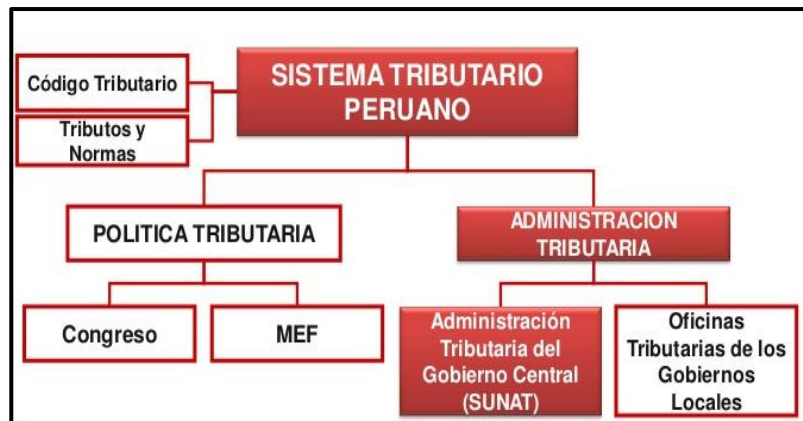 SISTEMA TRIBUTARIO
PERUANO
Código Tributario
Tributos y
Normas
POLITICA TRIBUTARIA
ADMINISTRACION
TRIBUTARIA
Congreso
MEF
Administración
Tributaria del
Gobierno Central
(SUNAT)
Oficinas
Tributarias de los
Gobiernos
Locales